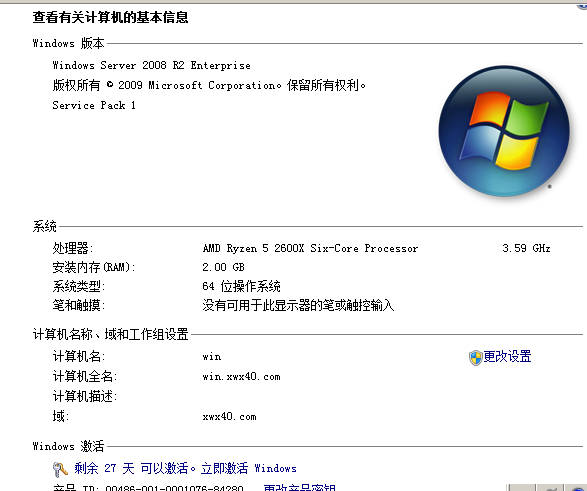 查看有关计算机的基本信息
Windows 版本
Windows Server 2008 R2 Enterprise
版权所有 © 2009 Microsoft Corporation。保留所有权利。
Service Pack 1
系统
处理器: AMD Ryzen 5 2600X Six-Core Processor 3.59 GHz
安装内存(RAM): 2.00 GB
系统类型: 64 位操作系统
笔和触摸: 没有可用于此显示器的笔或触控输入
计算机名称、域和工作组设置
计算机名: win 更改设置
计算机全名: win.xwx40.com
计算机描述:
域: xwx40.com
Windows 激活
剩余 27 天 可以激活。立即激活 Windows
产品 ID: 00486-001-0001076-84280 更改产品密钥